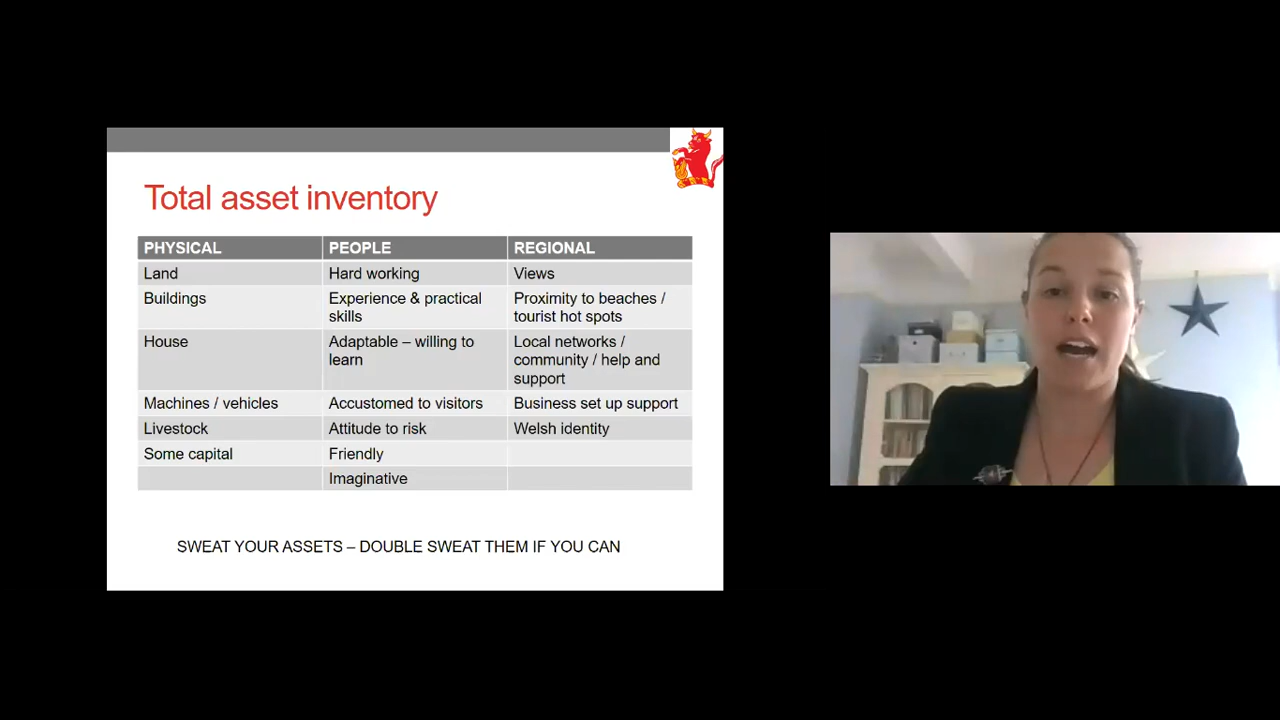 Total asset inventory
PHYSICAL PEOPLE REGIONAL
Land Hard working Views
Buildings Experience & practical skills Proximity to beaches / tourist hot spots
House Adaptable – willing to learn Local networks / community / help and support
Machines / vehicles Accustomed to visitors Business set up support
Livestock Attitude to risk Welsh identity
Some capital Friendly
Imaginative
SWEAT YOUR ASSETS – DOUBLE SWEAT THEM IF YOU CAN